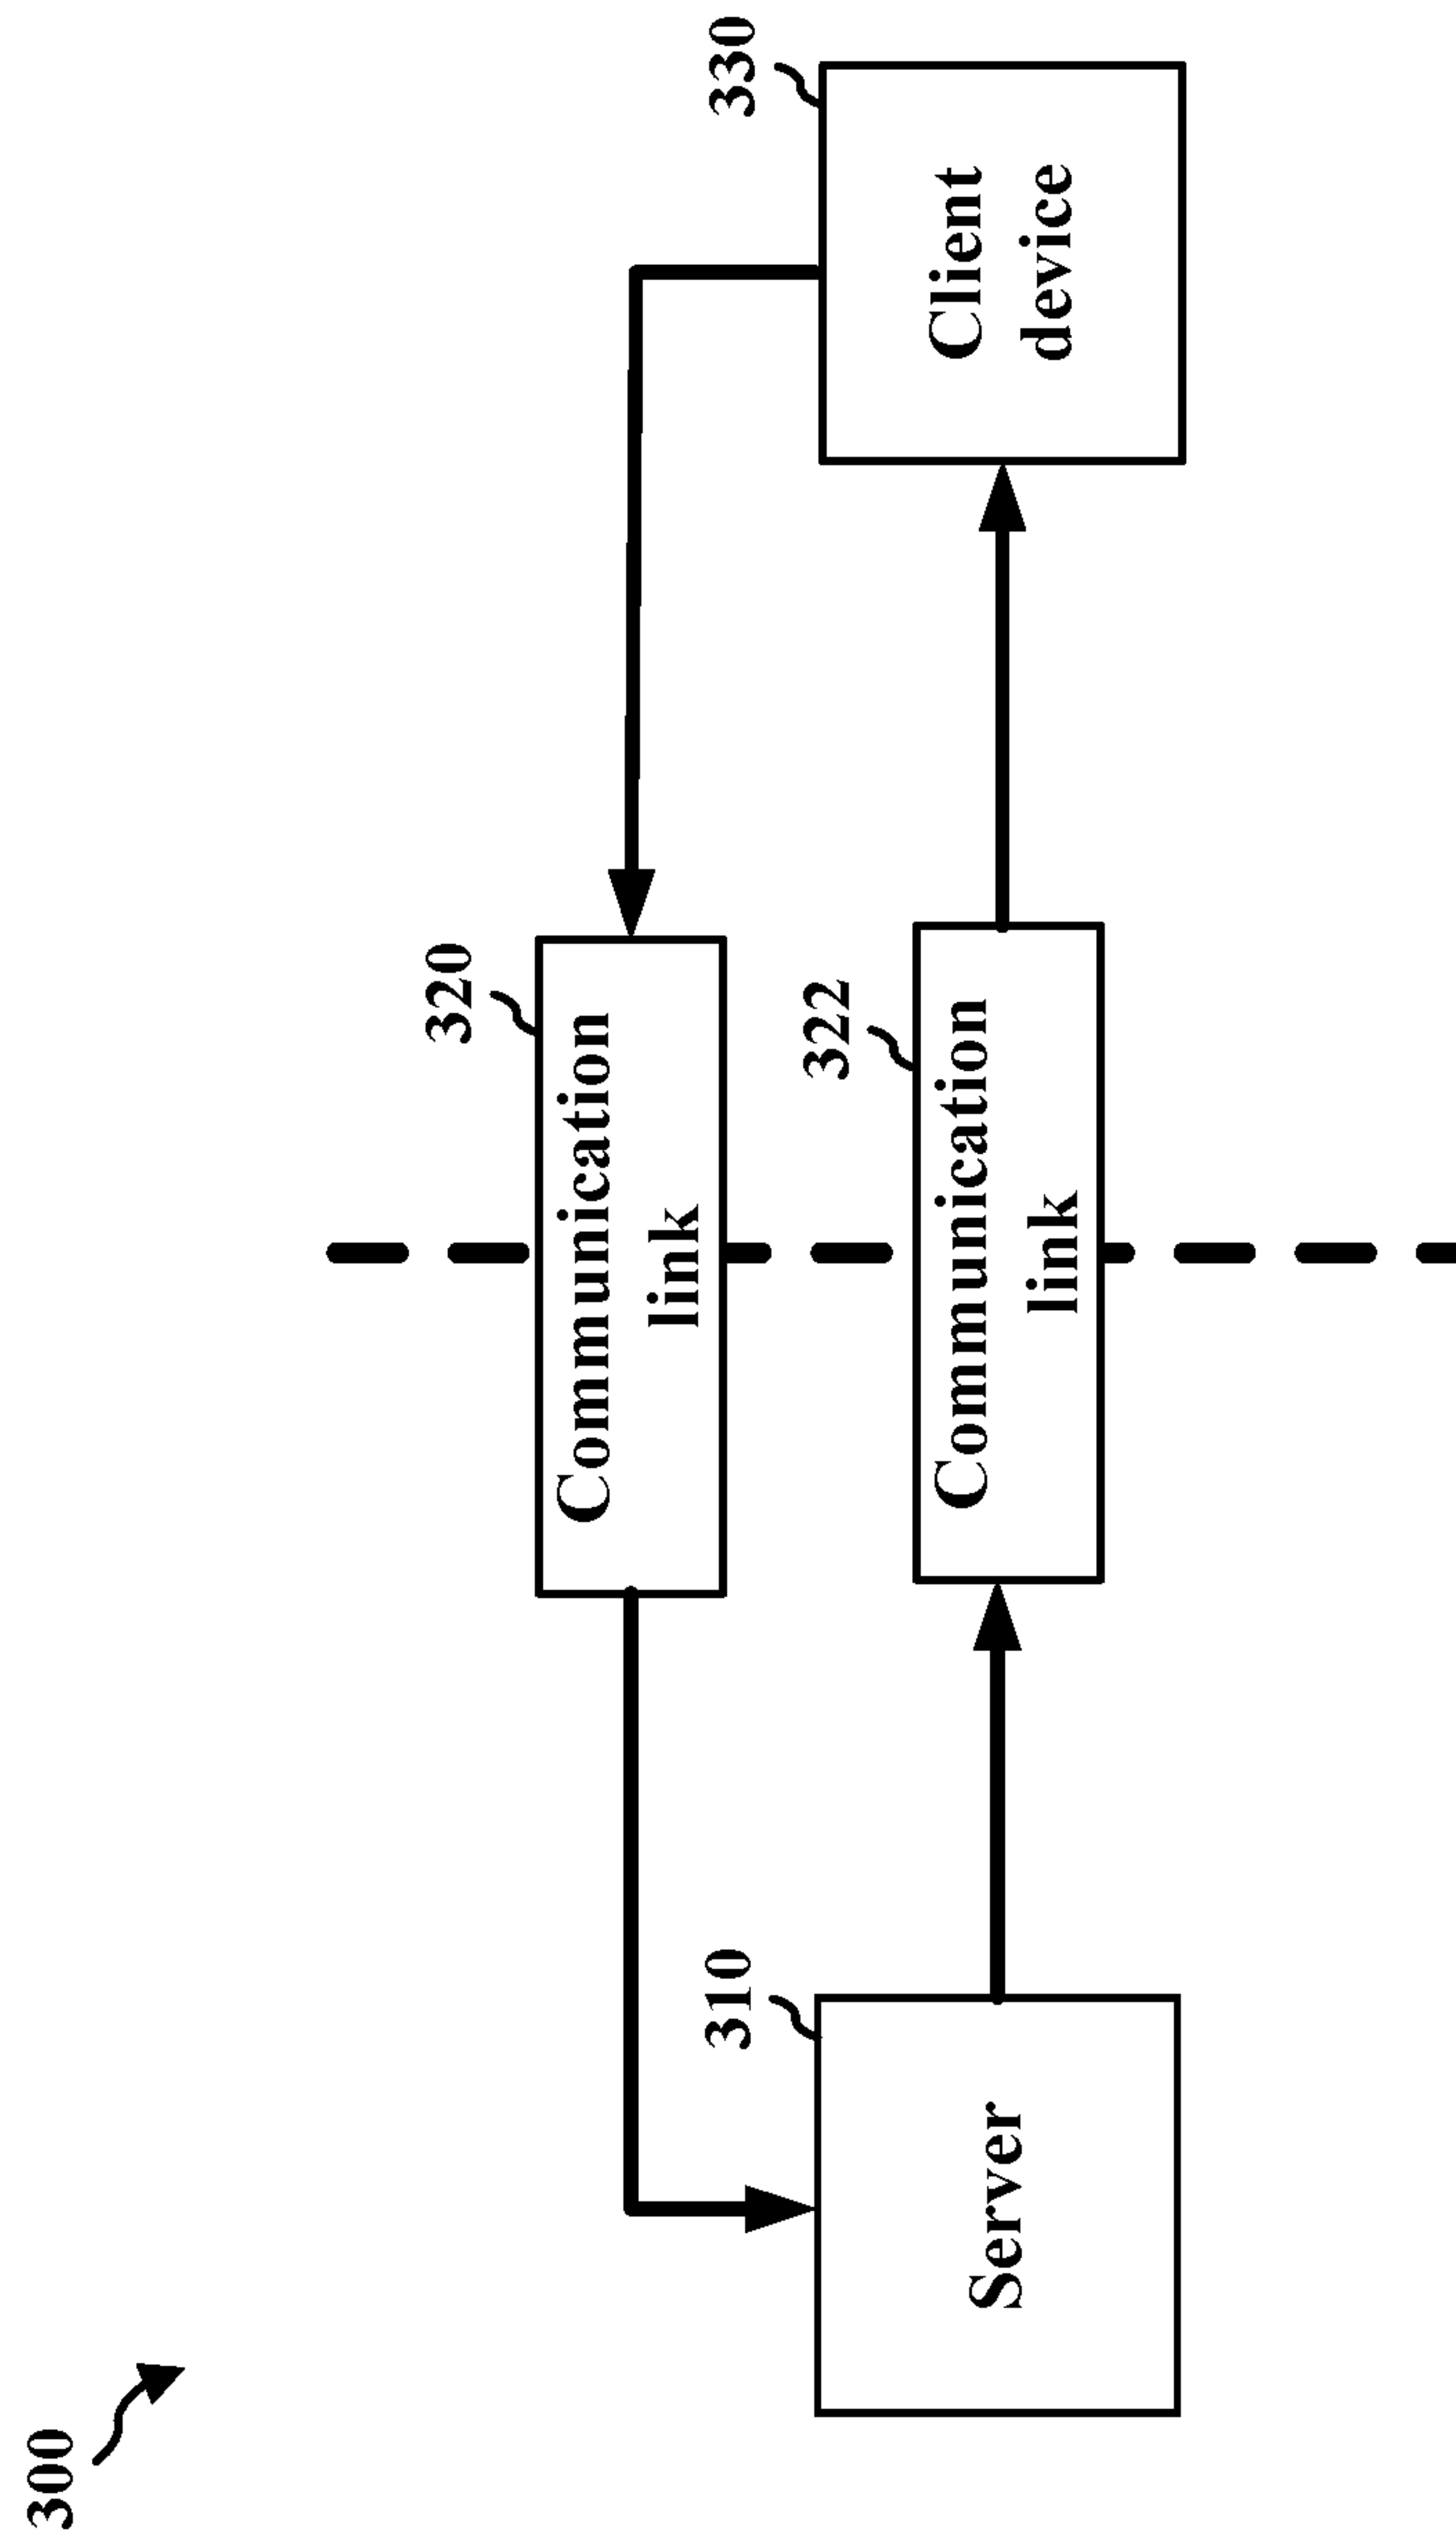 300
320
Communication
link
310
330
Server
322
Communication
link
Client
device